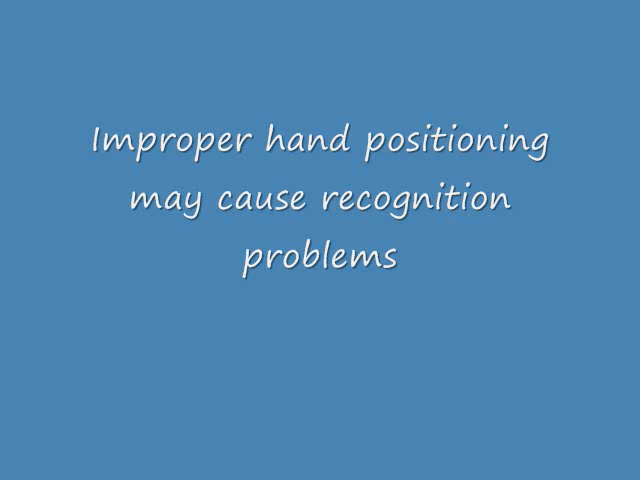 Improper hand positioning
may cause recognition
problems